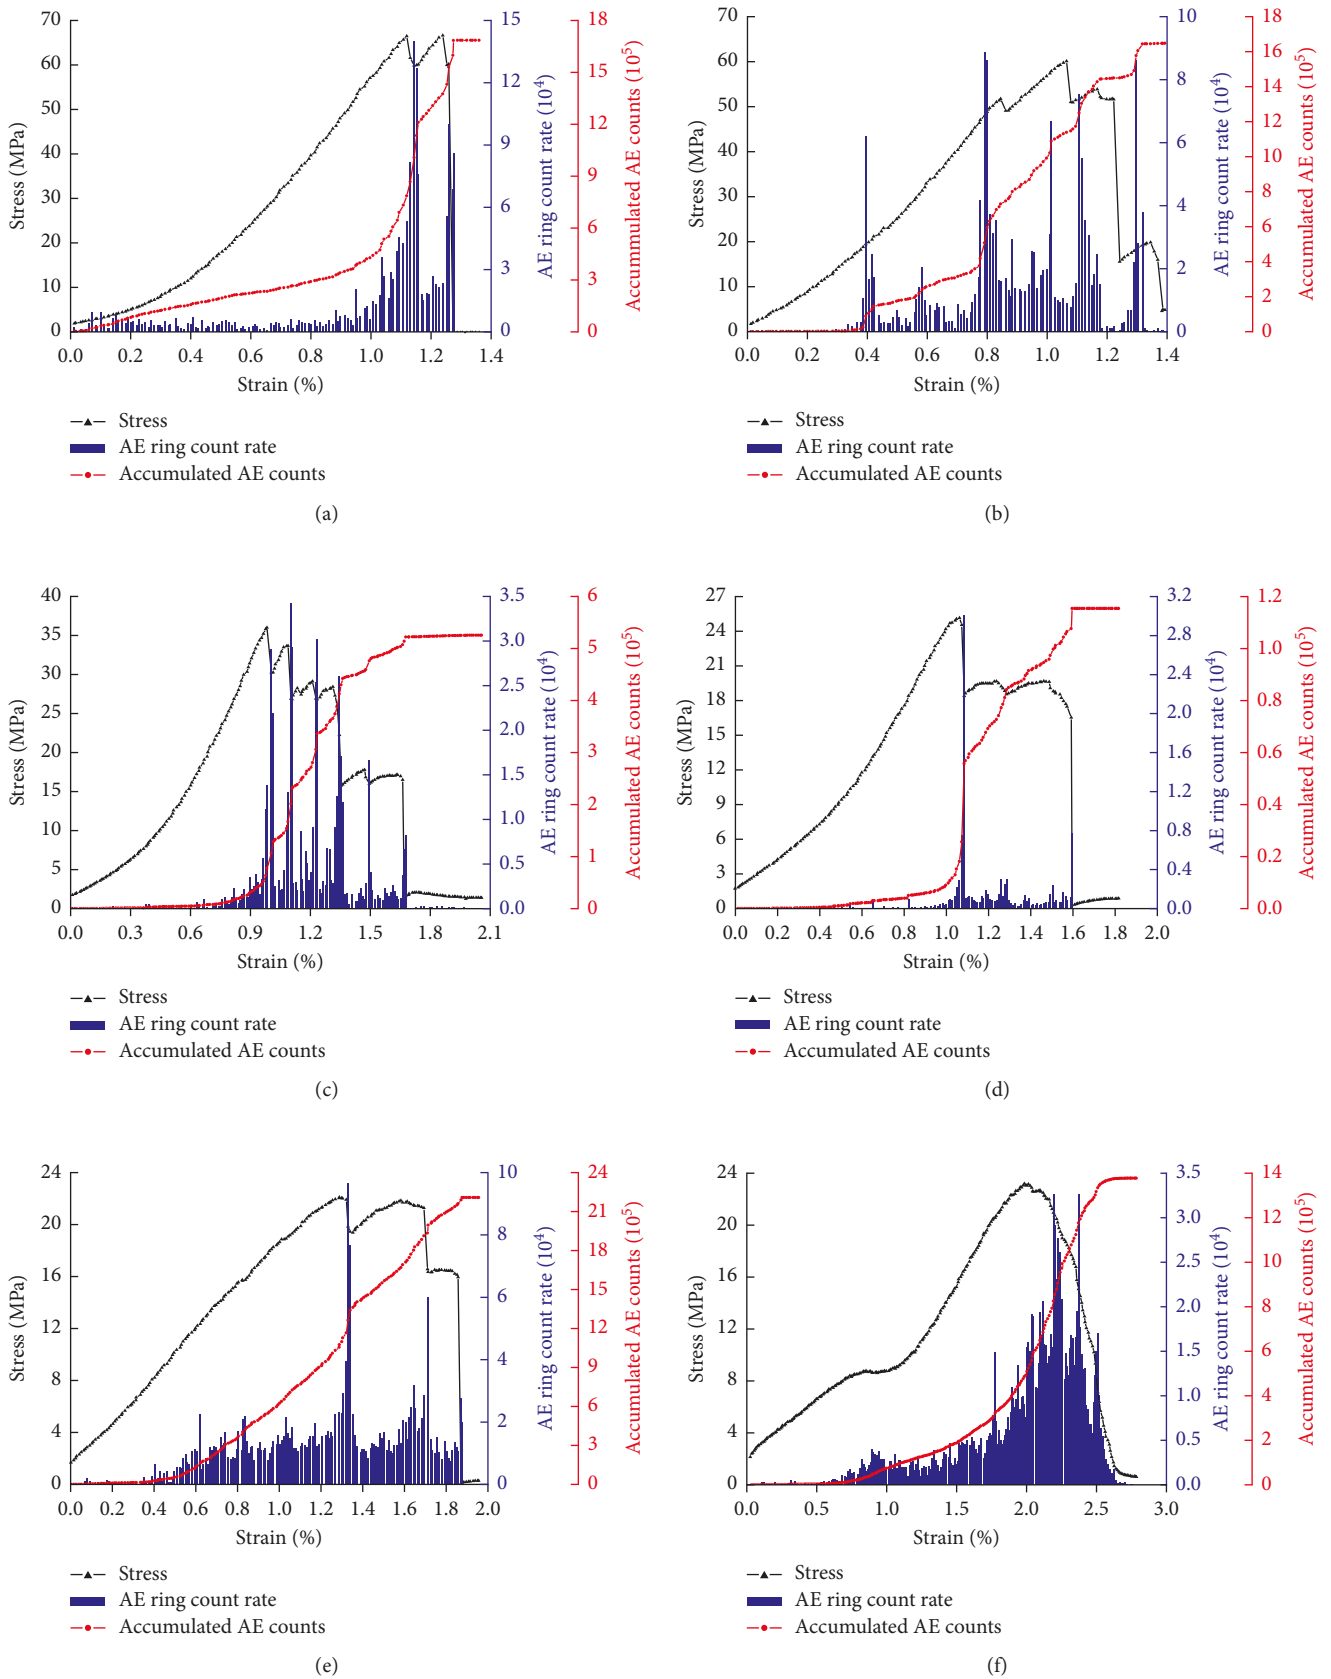 70
60
50
40
30
20
10
0
Stress (MPa)
15
12
9
6
3
0
AE ring count rate (10⁴)
18
15
12
9
6
3
0
Accummulated AE counts (10⁵)
0.0 0.2 0.4 0.6 0.8 1.0 1.2 1.4
Strain (%)
Stress
AE ring count rate
Accumulated AE counts
(a)
70
60
50
40
30
20
10
0
Stress (MPa)
10
8
6
4
2
0
AE ring count rate (10⁴)
18
16
14
12
10
8
6
4
2
0
Accumulated AE counts (10⁵)
0.0 0.2 0.4 0.6 0.8 1.0 1.2 1.4
Strain (%)
Stress
AE ring count rate
Accumulated AE counts
(b)
40
35
30
25
20
15
10
5
0
Stress (MPa)
3.5
3.0
2.5
2.0
1.5
1.0
0.5
0.0
AE ring count rate (10⁴)
6
5
4
3
2
1
0
Accumulated AE counts (10⁵)
0.0 0.3 0.6 0.9 1.2 1.5 1.8 2.1
Strain (%)
Stress
AE ring count rate
Accumulated AE counts
(c)
27
24
21
18
15
12
9
6
3
0
Stress (MPa)
3.2
2.8
2.4
2.0
1.6
1.2
0.8
0.4
0.0
AE ring count rate (10⁴)
1.2
1.0
0.8
0.6
0.4
0.2
0.0
Accumulated AE counts (10⁵)
0.0 0.2 0.4 0.6 0.8 1.0 1.2 1.4 1.6 1.8 2.0
Strain (%)
Stress
AE ring count rate
Accumulated AE counts
(d)
24
20
16
12
8
4
0
Stress (MPa)
10
8
6
4
2
0
AE ring count rate (10⁴)
24
21
18
15
12
9
6
3
0
Accumulated AE counts (10⁵)
0.0 0.2 0.4 0.6 0.8 1.0 1.2 1.4 1.6 1.8 2.0
Strain (%)
Stress
AE ring count rate
Accumulated AE counts
(e)
24
20
16
12
8
4
0
Stress (MPa)
3.5
3.0
2.5
2.0
1.5
1.0
0.5
0.0
AE ring count rate (10⁴)
14
12
10
8
6
4
2
0
Accumulated AE counts (10⁵)
0.0 0.5 1.0 1.5 2.0 2.5 3.0
Strain (%)
Stress
AE ring count rate
Accumulated AE counts
(f)